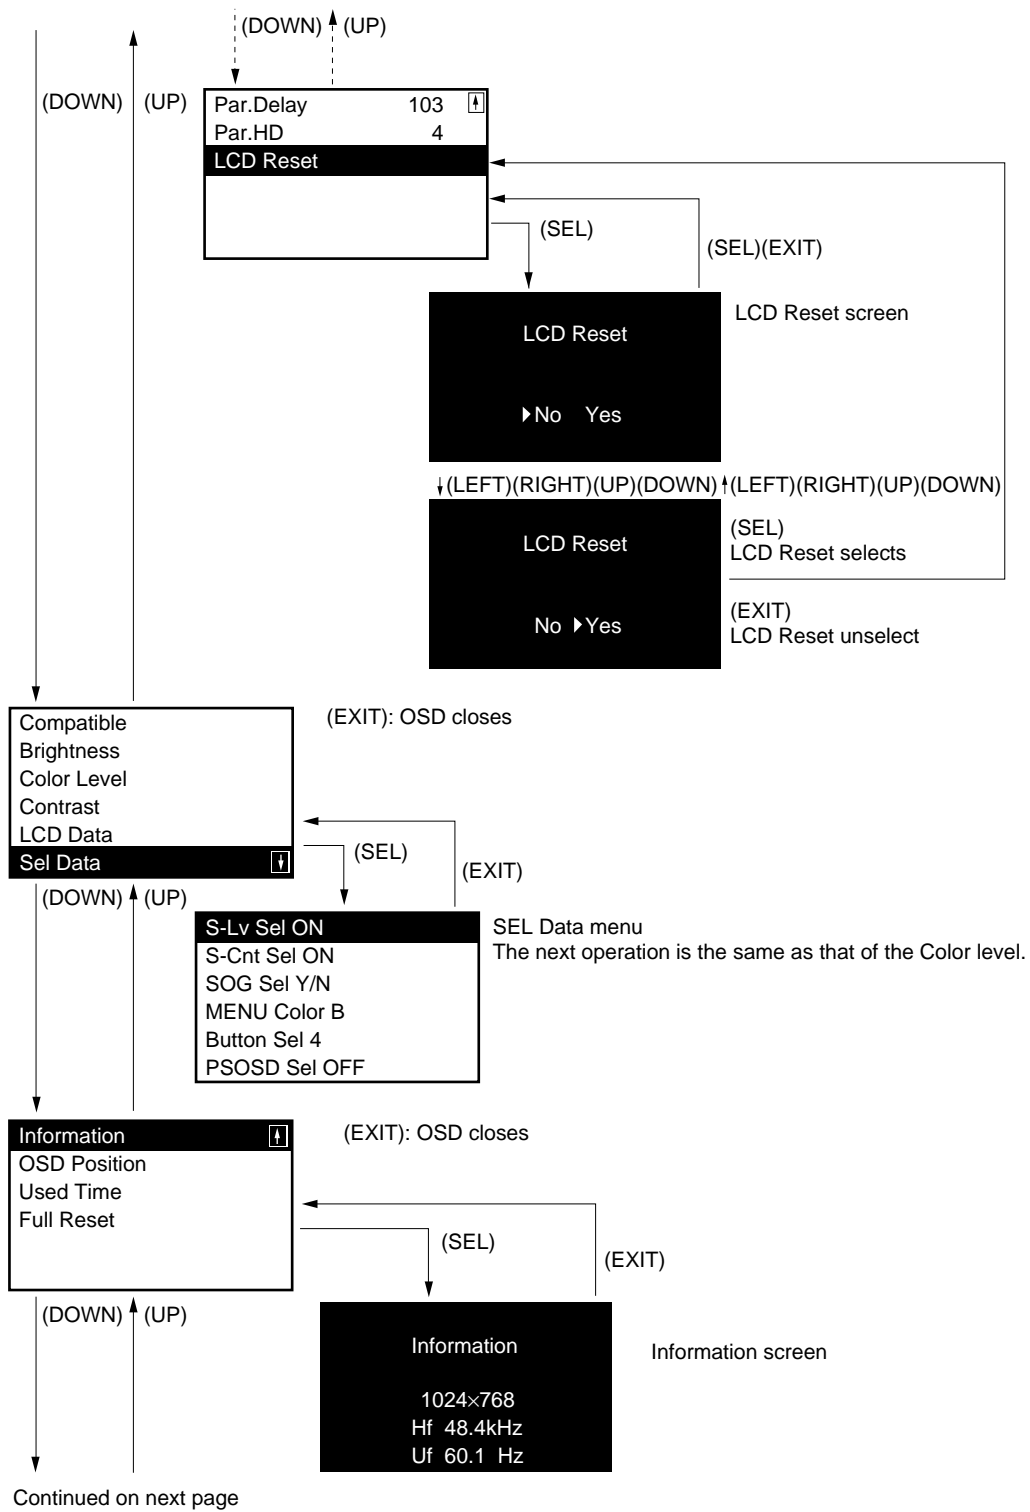 (DOWN) (UP)
(DOWN) (UP)
Par.Delay 103
Par.HD 4
LCD Reset
(SEL)
(SEL)(EXIT)
LCD Reset screen
LCD Reset
No Yes
(LEFT)(RIGHT)(UP)(DOWN) (LEFT)(RIGHT)(UP)(DOWN)
LCD Reset
No Yes
(SEL)
LCD Reset selects
(EXIT)
LCD Reset unselect
Compatible
Brightness
Color Level
Contrast
LCD Data
Sel Data
(EXIT): OSD closes
(SEL)
(EXIT)
(DOWN) (UP)
S-Lv Sel ON
S-Cnt Sel ON
SOG Sel Y/N
MENU Color B
Button Sel 4
PSOSD Sel OFF
SEL Data menu
The next operation is the same as that of the Color level.
Information
OSD Position
Used Time
Full Reset
(EXIT): OSD closes
(SEL)
(EXIT)
(DOWN) (UP)
Information
1024×768
Hf 48.4kHz
Uf 60.1 Hz
Information screen
Continued on next page